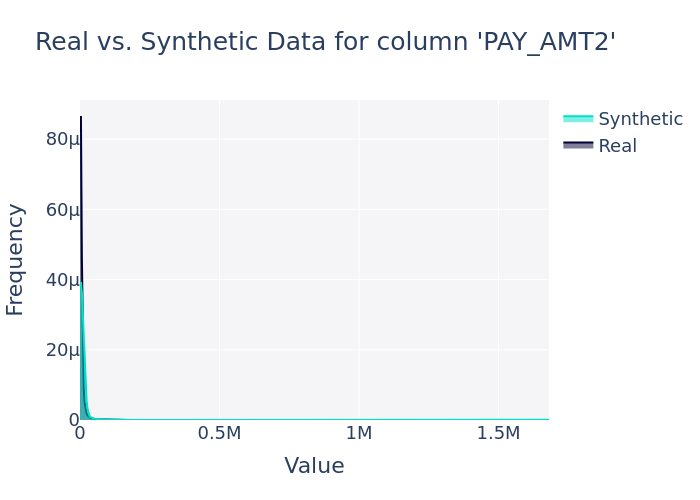 Real vs. Synthetic Data for column 'PAY_AMT2'
Synthetic
Real
80μ
60μ
40μ
20μ
0
0
0.5M
1M
1.5M
Frequency
Value